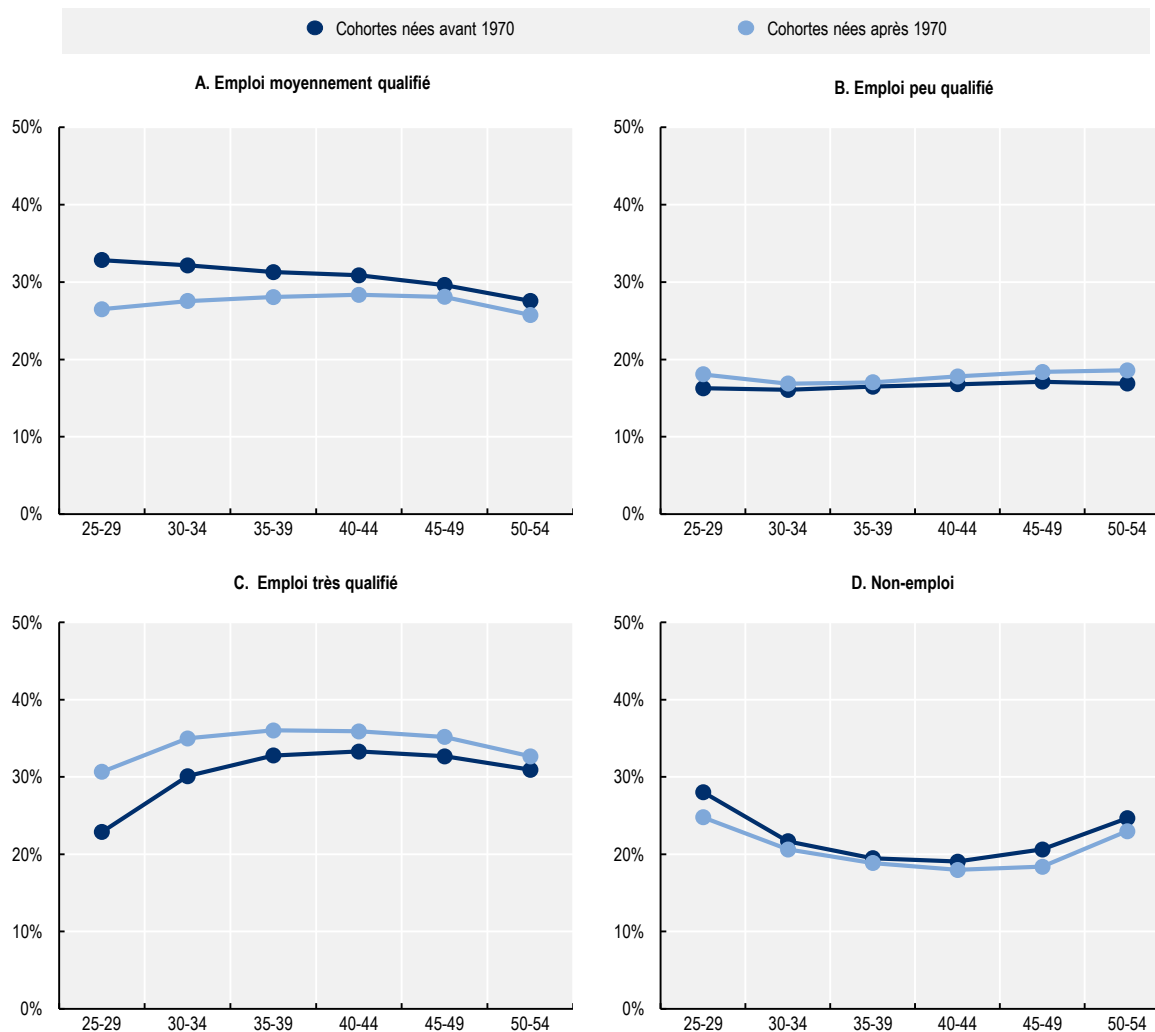 Cohortes nées avant 1970
Cohortes nées après 1970
A. Emploi moyennement qualifié
50%
40%
30%
20%
10%
0%
25-29 30-34 35-39 40-44 45-49 50-54
B. Emploi peu qualifié
50%
40%
30%
20%
10%
0%
25-29 30-34 35-39 40-44 45-49 50-54
C. Emploi très qualifié
50%
40%
30%
20%
10%
0%
25-29 30-34 35-39 40-44 45-49 50-54
D. Non-emploi
50%
40%
30%
20%
10%
0%
25-29 30-34 35-39 40-44 45-49 50-54